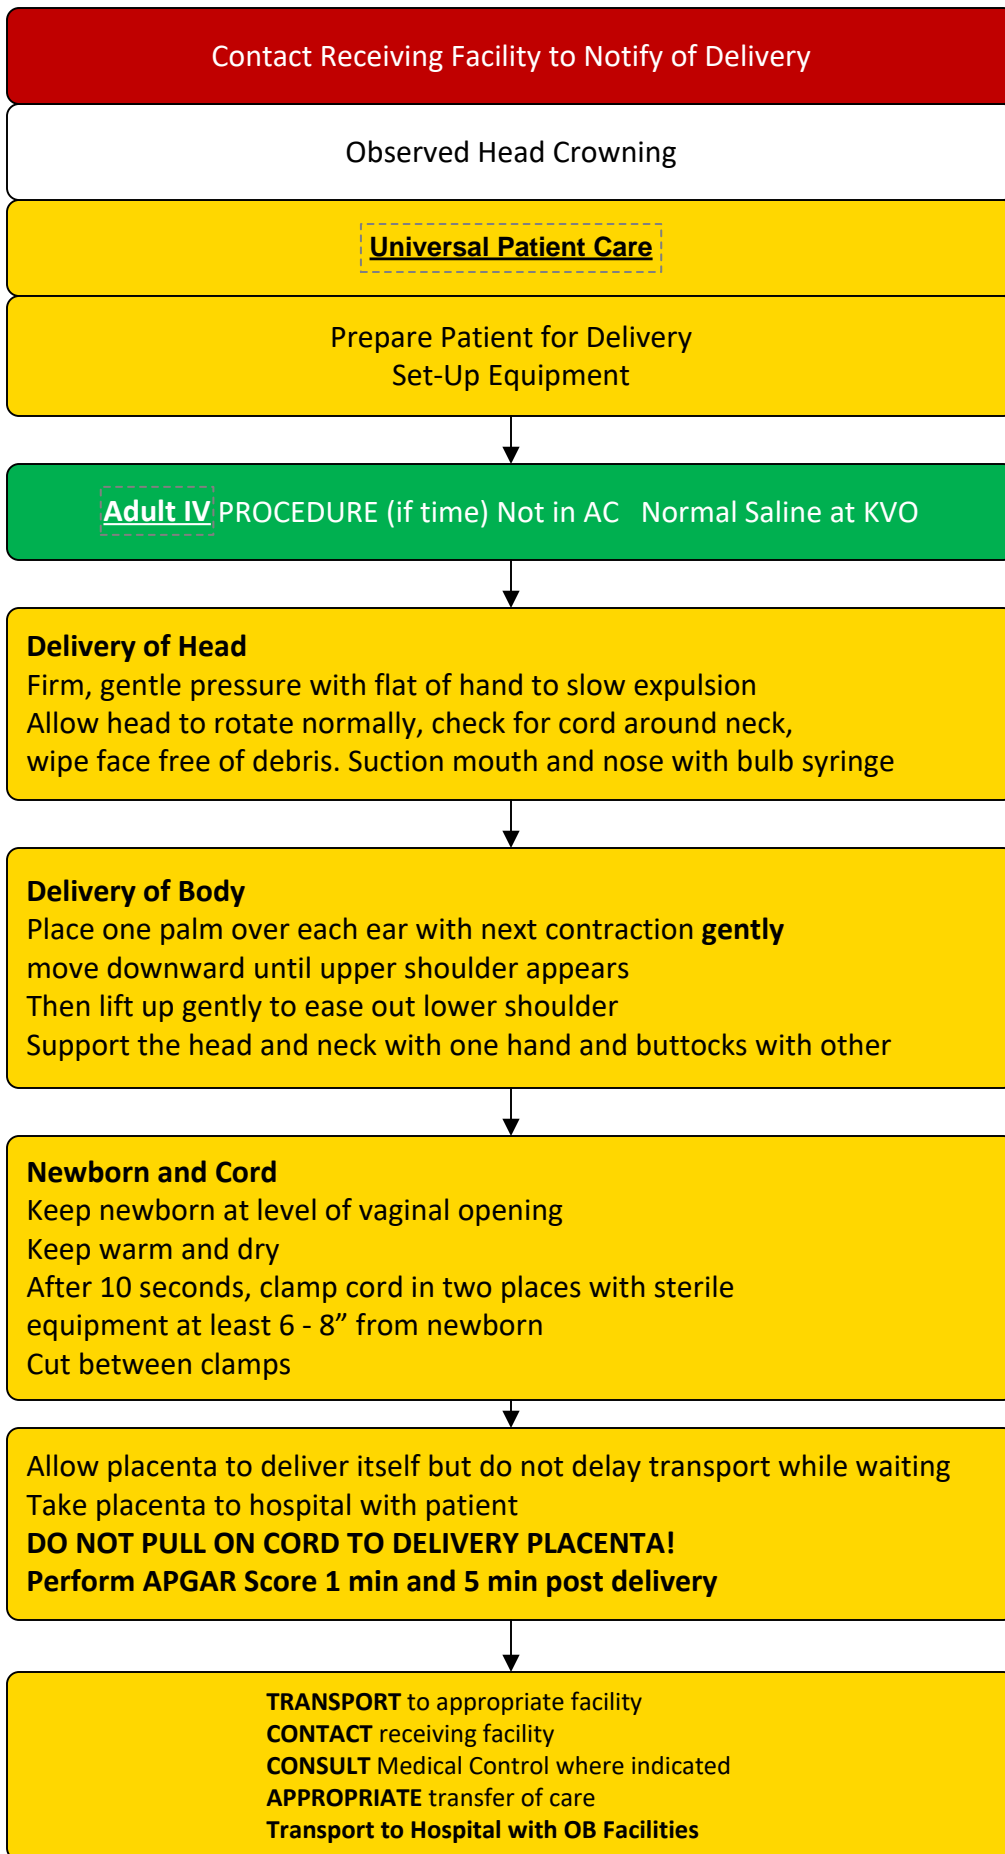 Contact Receiving Facility to Notify of Delivery
Observed Head Crowning
Universal Patient Care
Prepare Patient for Delivery
Set-Up Equipment
Adult IV PROCEDURE (if time) Not in AC   Normal Saline at KVO
Delivery of Head
Firm, gentle pressure with flat of hand to slow expulsion
Allow head to rotate normally, check for cord around neck,
wipe face free of debris. Suction mouth and nose with bulb syringe
Delivery of Body
Place one palm over each ear with next contraction gently
move downward until upper shoulder appears
Then lift up gently to ease out lower shoulder
Support the head and neck with one hand and buttocks with other
Newborn and Cord
Keep newborn at level of vaginal opening
Keep warm and dry
After 10 seconds, clamp cord in two places with sterile
equipment at least 6 - 8” from newborn
Cut between clamps
Allow placenta to deliver itself but do not delay transport while waiting
Take placenta to hospital with patient
DO NOT PULL ON CORD TO DELIVERY PLACENTA!
Perform APGAR Score 1 min and 5 min post delivery
TRANSPORT to appropriate facility
CONTACT receiving facility
CONSULT Medical Control where indicated
APPROPRIATE transfer of care
Transport to Hospital with OB Facilities